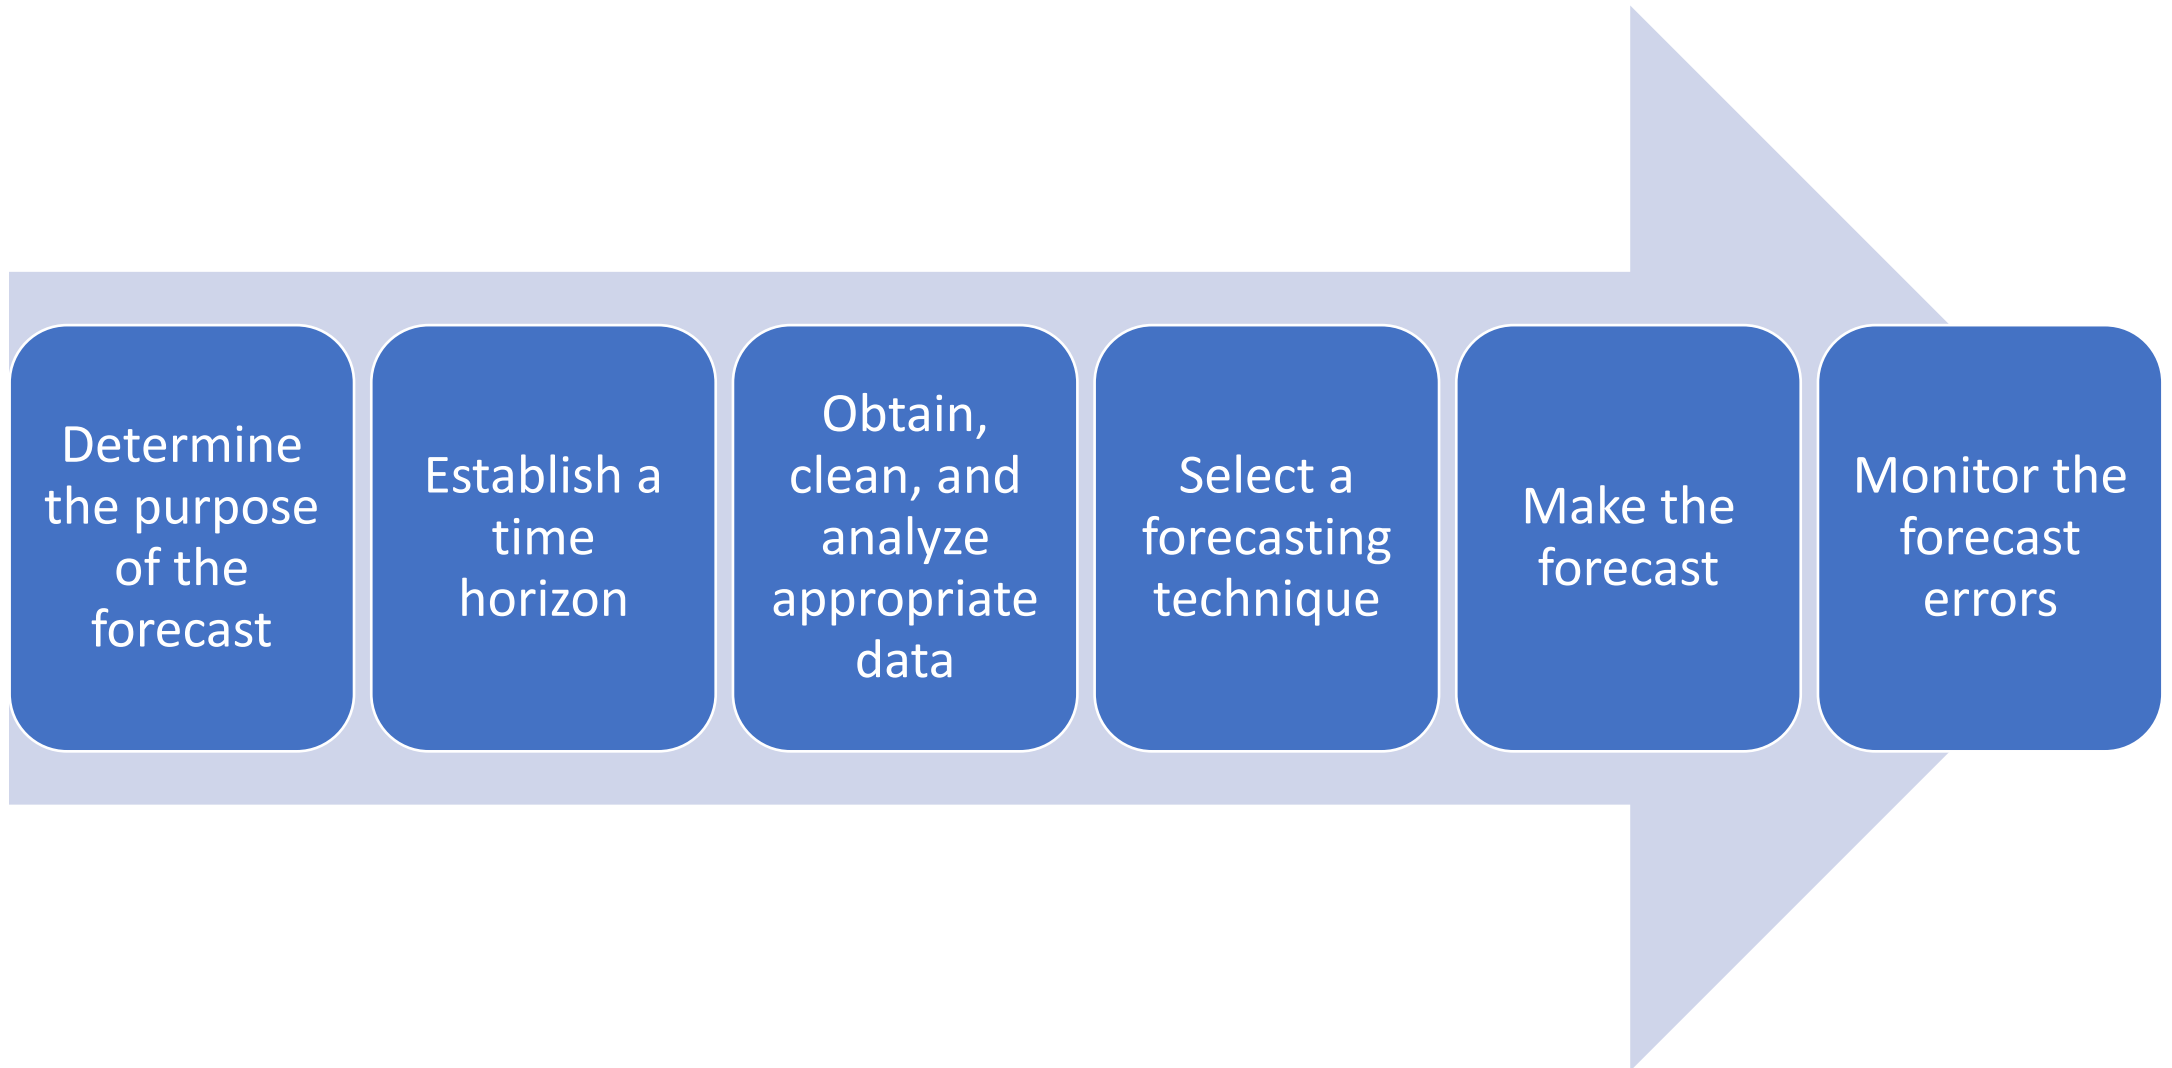 Determine
the purpose
of the
forecast
Establish a
time
horizon
Obtain,
clean, and
analyze
appropriate
data
Select a
forecasting
technique
Make the
forecast
Monitor the
forecast
errors